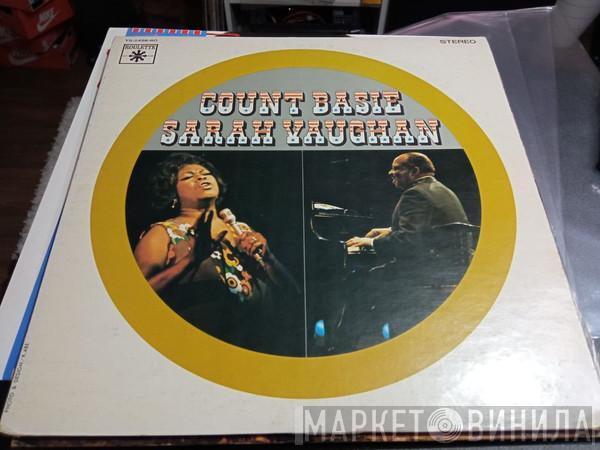 ROULETTE
STEREO
COUNT BASIE
SARAH VAUGHAN
МАРКЕТ ВИНИЛА